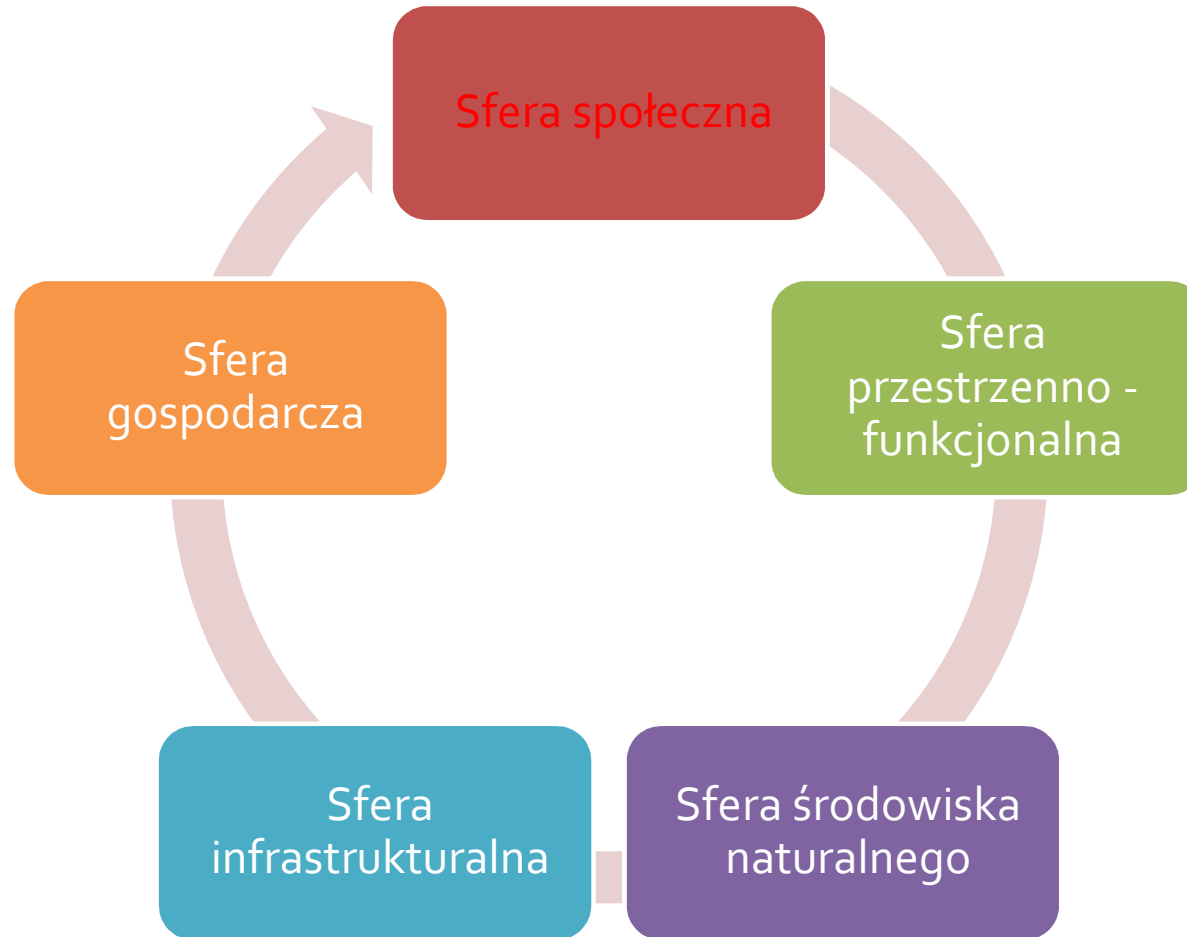 Sfera społeczna
Sfera
przestrzenno -
funkcjonalna
Sfera środowiska
naturalnego
Sfera
infrastrukturalna
Sfera
gospodarcza